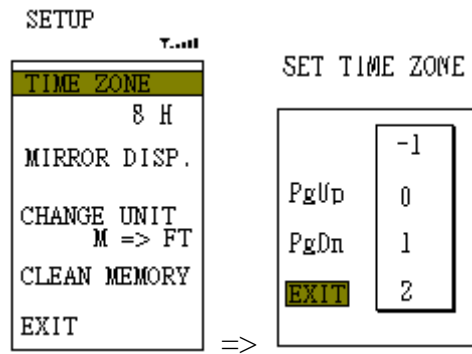 SETUP
TIME ZONE
8 H
MIRROR DISP.
CHANGE UNIT
M => FT
CLEAN MEMORY
EXIT
=>
SET TIME ZONE
-1
PgUp 0
PgDn 1
EXIT 2